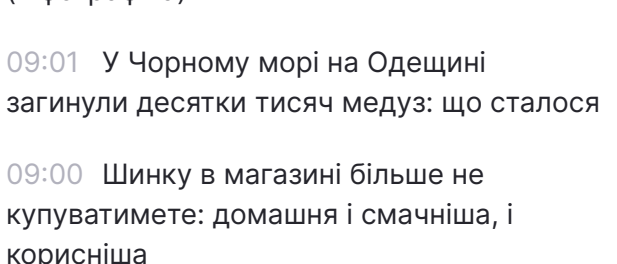 09:01 У Чорному морі на Одещині
загинули десятки тисяч медуз: що сталося
09:00 Шинку в магазині більше не
купуватимете: домашня і смачніша, і
корисніша